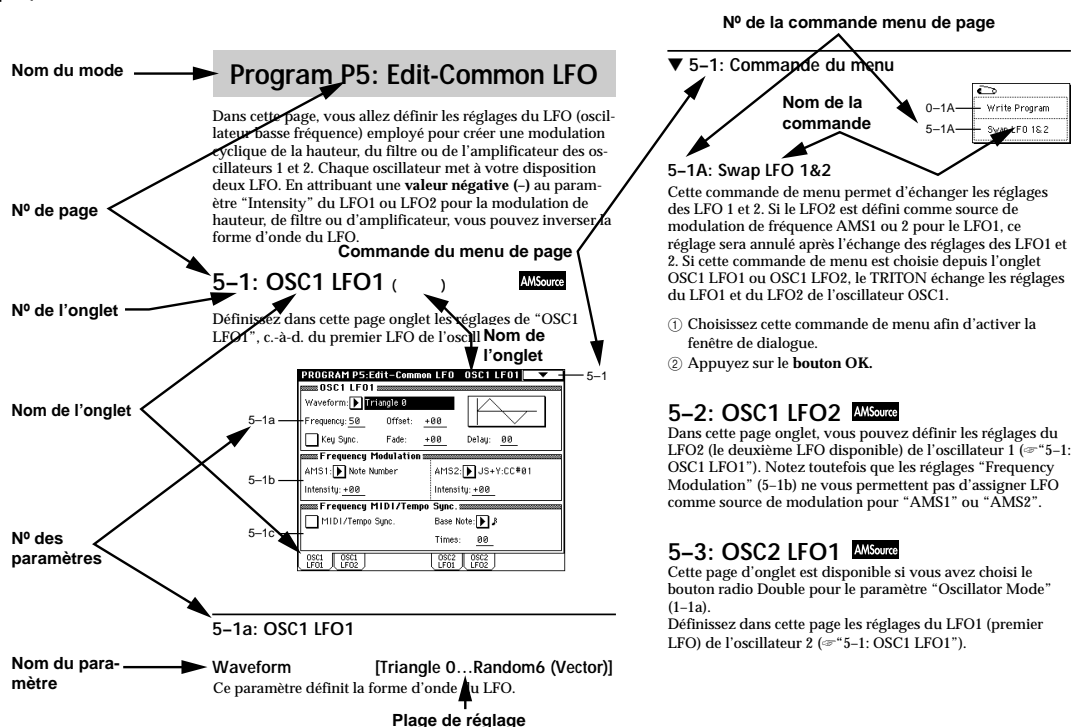 Nº de la commande menu de page
Nom du mode
Program P5: Edit-Common LFO
Dans cette page, vous allez définir les réglages du LFO (oscil-
lateur basse fréquence) employé pour créer une modulation
cyclique de la hauteur, du filtre ou de l'amplificateur des os-
cillateurs 1 et 2. Chaque oscillateur met à votre disposition
deux LFO. En attribuant une valeur négative (–) au param-
ètre “Intensity” du LFO1 ou LFO2 pour la modulation de
hauteur, de filtre ou d'amplificateur, vous pouvez inverser la
forme d'onde du LFO.
Nº de page
Commande du menu de page
5–1: OSC1 LFO1 ( )
AMSource
Nº de l'onglet
Définissez dans cette page onglet les réglages de “OSC1
LFO1”, c.-à-d. du premier LFO de l'oscill
Nom de
l'onglet
PROGRAM P5:Edit-Common LFO OSC1 LFO1
5–1
OSC1 LFO1
Waveform: Triangle 0
Nom de l'onglet
5–1a
Frequency: 50 Offset: +00
Key Sync. Fade: +00 Delay: 00
Frequency Modulation
AMS1: Note Number AMS2: JS+Y:CC#01
5–1b
Intensity: +00 Intensity: +00
Frequency MIDI/Tempo Sync.
MIDI/Tempo Sync. Base Note: ♪
5–1c
Times: 00
Nº des
paramètres
OSC1 LFO1
OSC1 LFO2
OSC2 LFO1
OSC2 LFO2
5–1a: OSC1 LFO1
Nom du para-
mètre
Waveform [Triangle 0…Random6 (Vector)]
Ce paramètre définit la forme d'onde du LFO.
Plage de réglage
▼ 5–1: Commande du menu
Nom de la
commande
0–1A Write Program
5–1A Swap LFO 1&2
5–1A: Swap LFO 1&2
Cette commande de menu permet d'échanger les réglages
des LFO 1 et 2. Si le LFO2 est défini comme source de
modulation de fréquence AMS1 ou 2 pour le LFO1, ce
réglage sera annulé après l'échange des réglages des LFO1 et
2. Si cette commande de menu est choisie depuis l'onglet
OSC1 LFO1 ou OSC1 LFO2, le TRITON échange les réglages
du LFO1 et du LFO2 de l'oscillateur OSC1.
① Choisissez cette commande de menu afin d'activer la
fenêtre de dialogue.
② Appuyez sur le bouton OK.
5–2: OSC1 LFO2 AMSource
Dans cette page onglet, vous pouvez définir les réglages du
LFO2 (le deuxième LFO disponible) de l'oscillateur 1 (☞“5–1:
OSC1 LFO1”). Notez toutefois que les réglages “Frequency
Modulation” (5–1b) ne vous permettent pas d'assigner LFO
comme source de modulation pour “AMS1” ou “AMS2”.
5–3: OSC2 LFO1 AMSource
Cette page d'onglet est disponible si vous avez choisi le
bouton radio Double pour le paramètre “Oscillator Mode”
(1–1a).
Définissez dans cette page les réglages du LFO1 (premier
LFO) de l'oscillateur 2 (☞“5–1: OSC1 LFO1”).